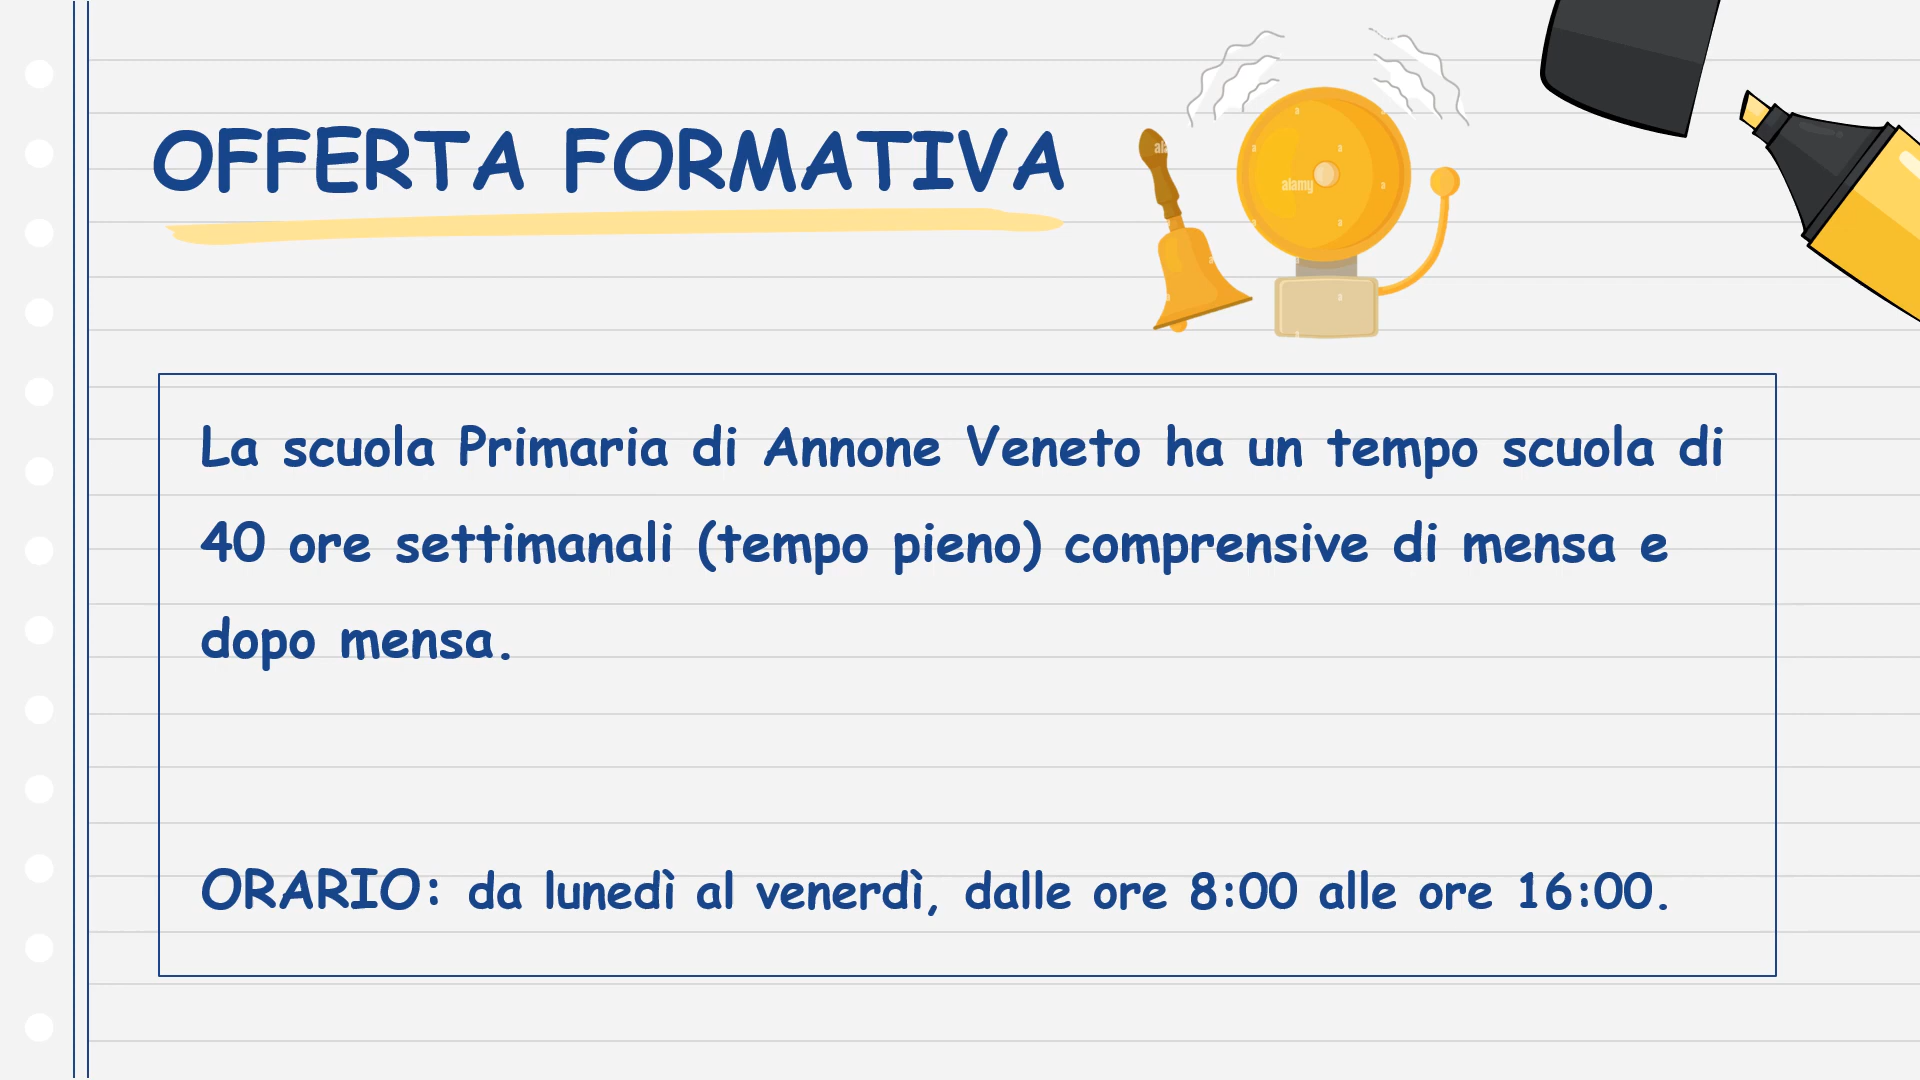 OFFERTA FORMATIVA
alamy
La scuola Primaria di Annone Veneto ha un tempo scuola di
40 ore settimanali (tempo pieno) comprensive di mensa e
dopo mensa.
ORARIO: da lunedì al venerdì, dalle ore 8:00 alle ore 16:00.